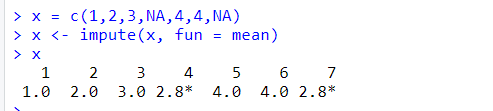 > x = c(1,2,3,NA,4,4,NA)
> x <- impute(x, fun = mean)
> x
1 2 3 4 5 6 7
1.0 2.0 3.0 2.8* 4.0 4.0 2.8*
>